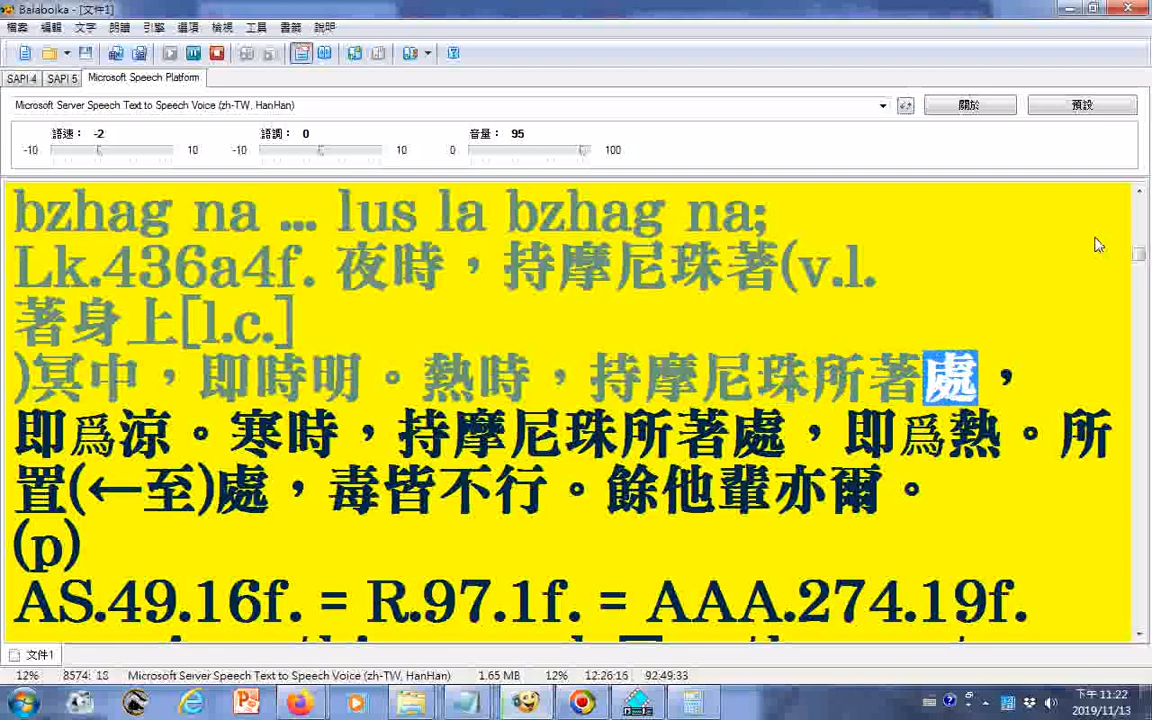 Balabolka - [文件1]
檔案 編輯 文字 朗讀 引擎 選項 檢視 工具 書籤 說明
SAPI 4 SAPI 5 Microsoft Speech Platform
Microsoft Server Speech Text to Speech Voice (zh-TW, HanHan) 關於 預設
語速: -2 語調: 0 音量: 95
-10 10 -10 10 0 100
bzhag na ... lus la bzhag na;
Lk.436a4f. 夜時，持摩尼珠著(v.l.
著身上[l.c.]
)冥中，即時明。熱時，持摩尼珠所著處，
即爲涼。寒時，持摩尼珠所著處，即爲熱。所
置(←至)處，毒皆不行。餘他輩亦爾。
(p)
AS.49.16f. = R.97.1f. = AAA.274.19f.
文件1
12% 8574: 18 Microsoft Server Speech Text to Speech Voice (zh-TW, HanHan) 1.65 MB 12% 12:26:16 92:49:33
下午 11:22
2019/11/13